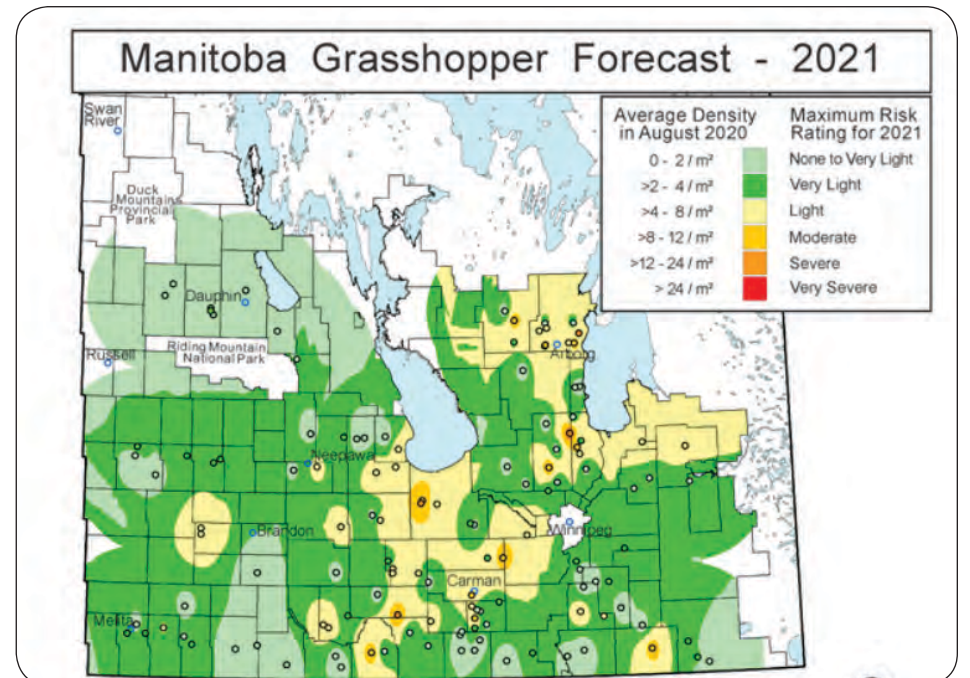 Manitoba Grasshopper Forecast - 2021
Swan
River
Average Density
in August 2020
Maximum Risk
Rating for 2021
0 - 2 / m² None to Very Light
>2 - 4 / m² Very Light
>4 - 8 / m² Light
>8 - 12 / m² Moderate
>12 - 24 / m² Severe
> 24 / m² Very Severe
Duck
Mountains
Provincial
Park
Dauphin
Russell
Riding Mountain
National Park
Arborg
Neepawa
Brandon
Winnipeg
Carman
Melita